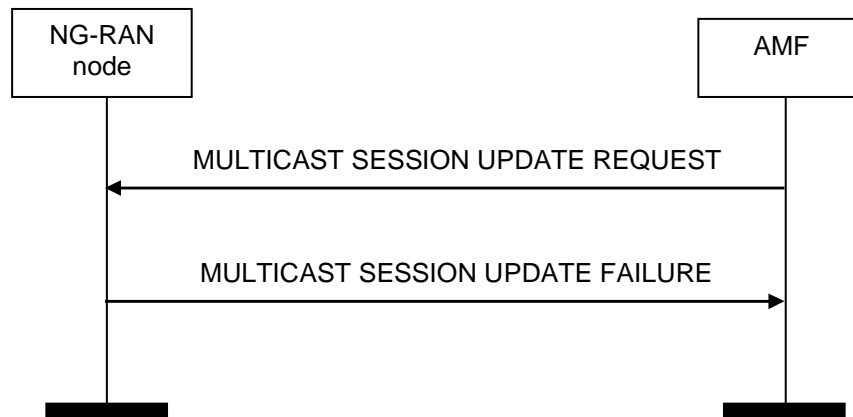 NG-RAN
node
AMF
MULTICAST SESSION UPDATE REQUEST
MULTICAST SESSION UPDATE FAILURE